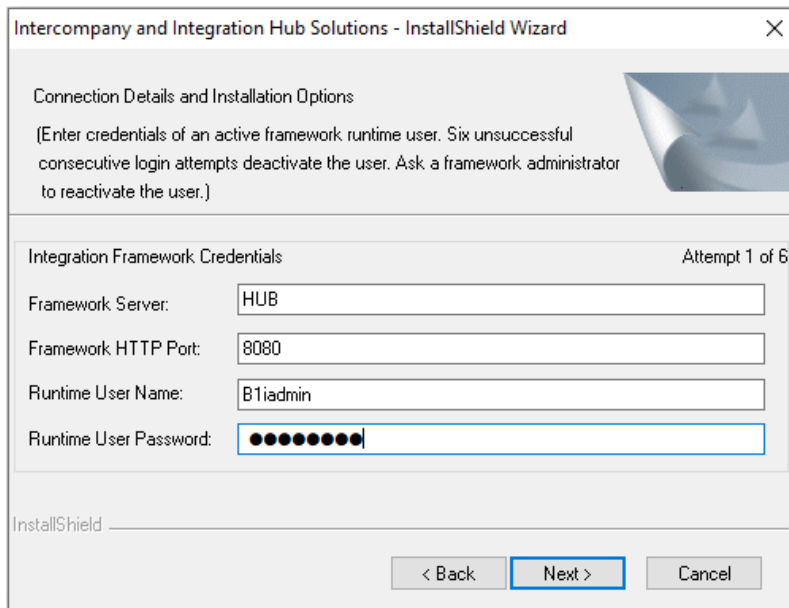 Intercompany and Integration Hub Solutions - InstallShield Wizard
Connection Details and Installation Options
(Enter credentials of an active framework runtime user. Six unsuccessful
consecutive login attempts deactivate the user. Ask a framework administrator
to reactivate the user.)
Integration Framework Credentials Attempt 1 of 6
Framework Server: HUB
Framework HTTP Port: 8080
Runtime User Name: B1iadmin
Runtime User Password: ●●●●●●●●
InstallShield
< Back Next > Cancel